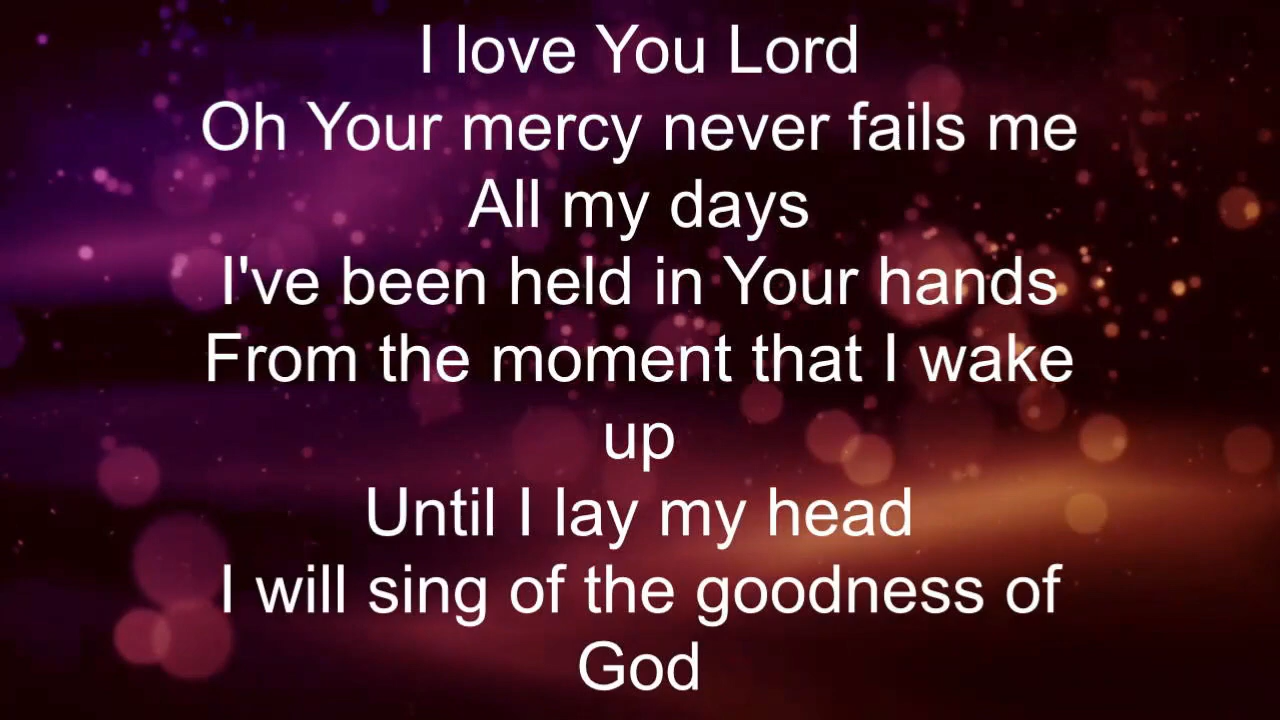 I love You Lord
Oh Your mercy never fails me
All my days
I've been held in Your hands
From the moment that I wake
up
Until I lay my head
I will sing of the goodness of
God